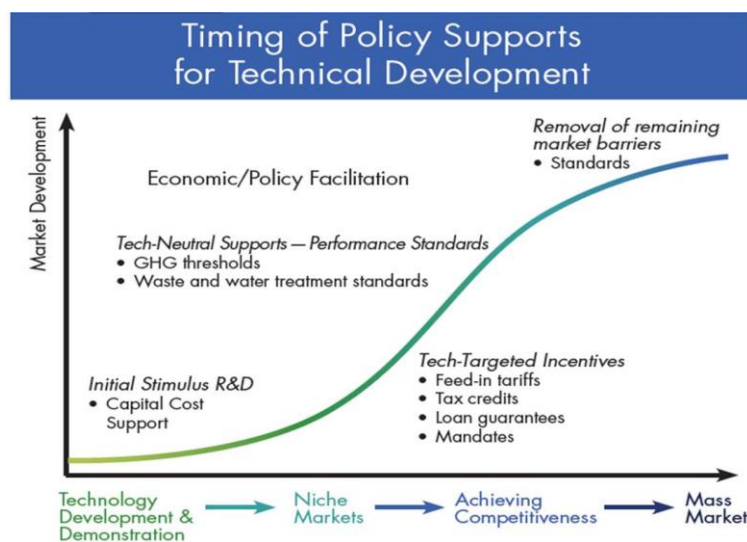 Timing of Policy Supports
for Technical Development
Market Development
Economic/Policy Facilitation
Removal of remaining
market barriers
• Standards
Tech-Neutral Supports — Performance Standards
• GHG thresholds
• Waste and water treatment standards
Initial Stimulus R&D
• Capital Cost
Support
Tech-Targeted Incentives
• Feed-in tariffs
• Tax credits
• Loan guarantees
• Mandates
Technology
Development &
Demonstration
Niche
Markets
Achieving
Competitiveness
Mass
Market